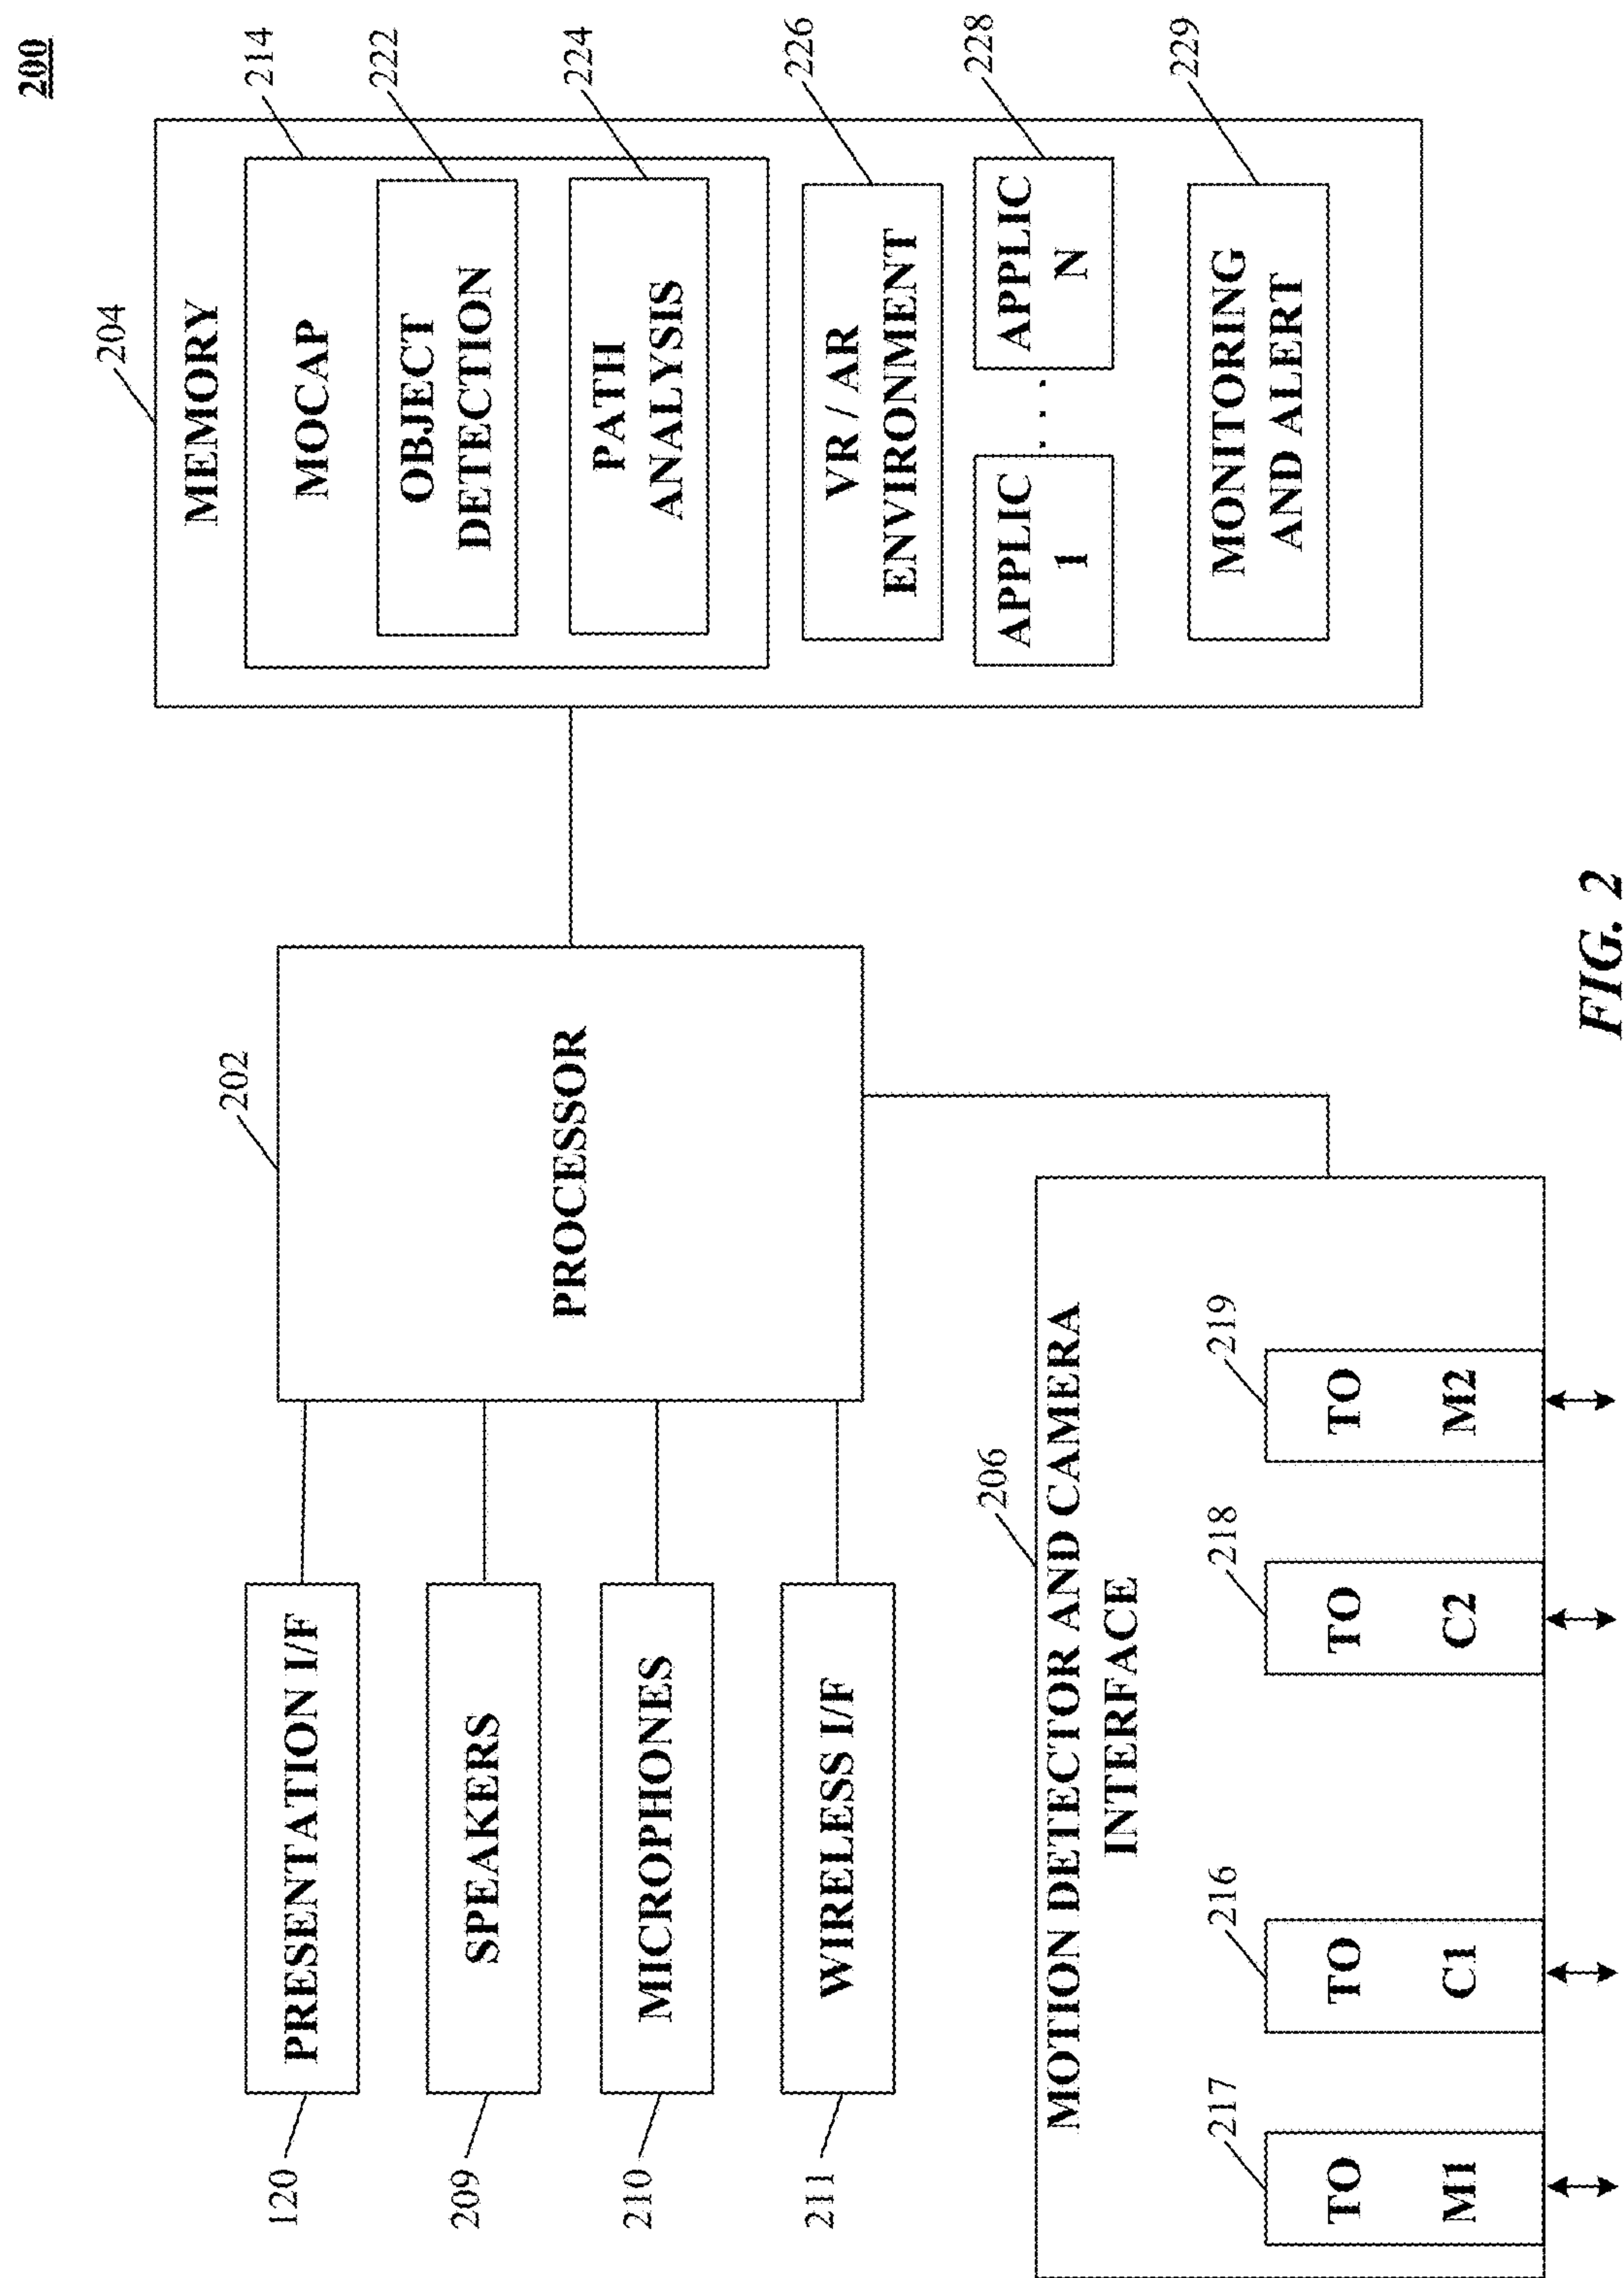 200
204
MEMORY
214
MOCAP
222
OBJECT
DETECTION
224
PATH
ANALYSIS
226
VR / AR
ENVIRONMENT
228
APPLIC
1
. . .
APPLIC
N
229
MONITORING
AND ALERT
202
PROCESSOR
120
PRESENTATION I/F
209
SPEAKERS
210
MICROPHONES
211
WIRELESS I/F
206
MOTION DETECTOR AND CAMERA
INTERFACE
217
TO
M1
216
TO
C1
218
TO
C2
219
TO
M2
FIG. 2